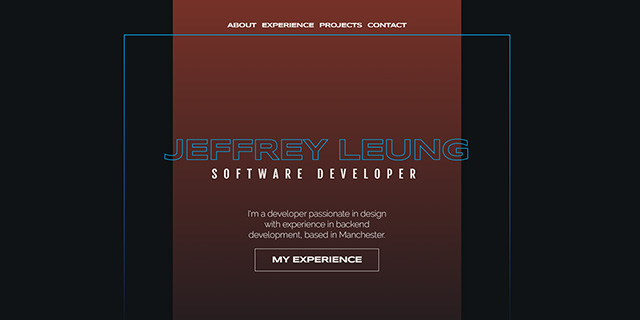 ABOUT EXPERIENCE PROJECTS CONTACT
JEFFREY LEUNG
SOFTWARE DEVELOPER
I'm a developer passionate in design
with experience in backend
development, based in Manchester.
MY EXPERIENCE